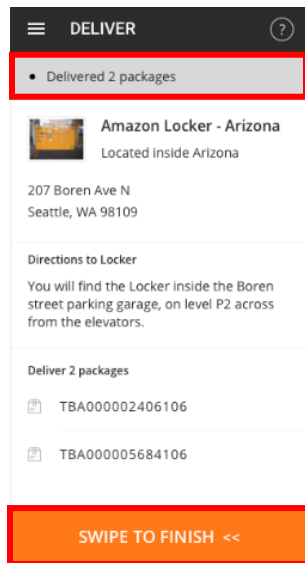 DELIVER ?
• Delivered 2 packages
Amazon Locker - Arizona
Located inside Arizona
207 Boren Ave N
Seattle, WA 98109
Directions to Locker
You will find the Locker inside the Boren
street parking garage, on level P2 across
from the elevators.
Deliver 2 packages
TBA000002406106
TBA000005684106
SWIPE TO FINISH <<